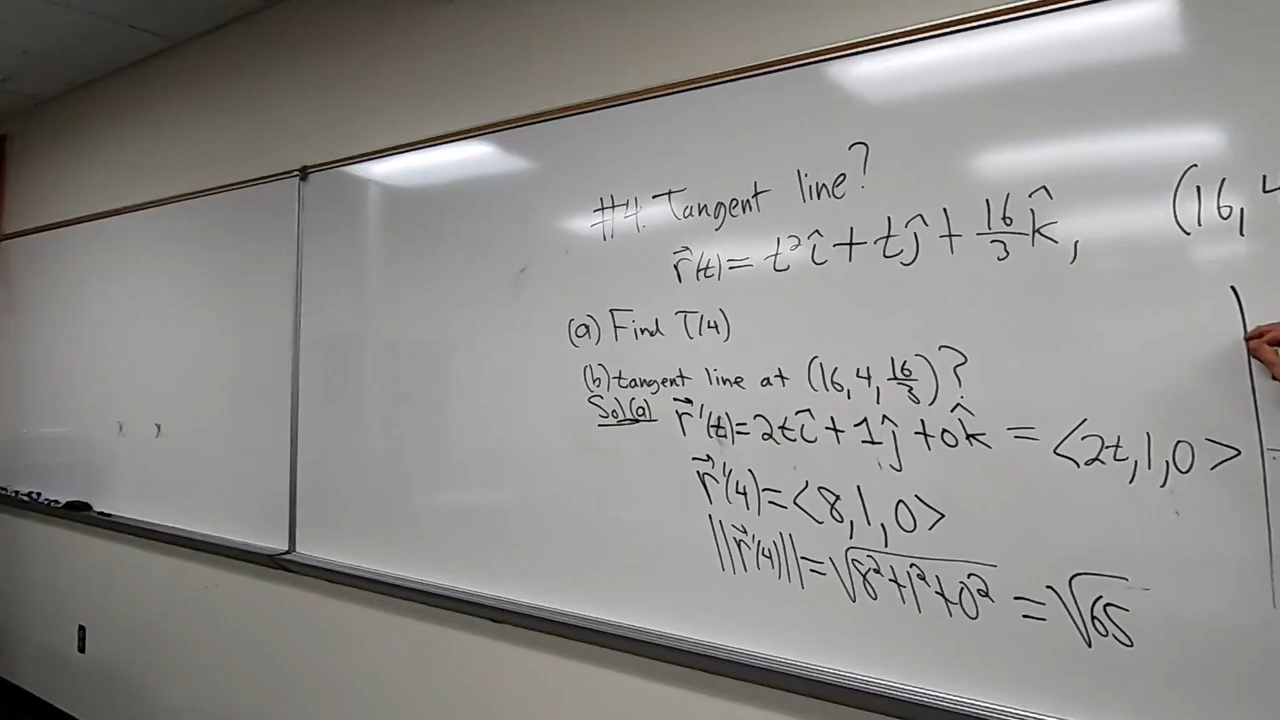 #4. Tangent line?
r⃗(t) = t²î + tĵ + 16/3 k̂, (16, 4
(a) Find T(4)
(b) tangent line at (16, 4, 16/3)?
Sol(a) r⃗'(t) = 2tî + 1ĵ + 0k̂ = <2t, 1, 0>
r⃗'(4) = <8, 1, 0>
||r⃗'(4)|| = √(8² + 1² + 0²) = √65